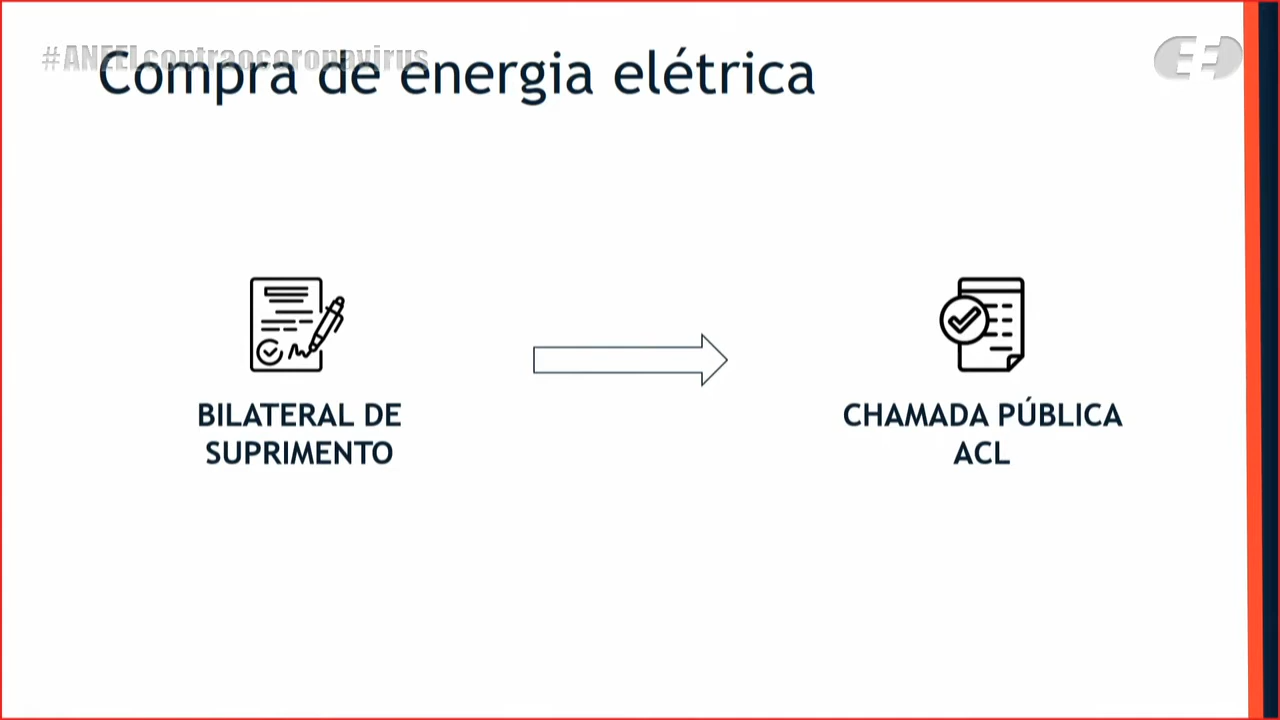 #ANEELcontraocoronavirus
Compra de energia elétrica
BILATERAL DE
SUPRIMENTO
CHAMADA PÚBLICA
ACL